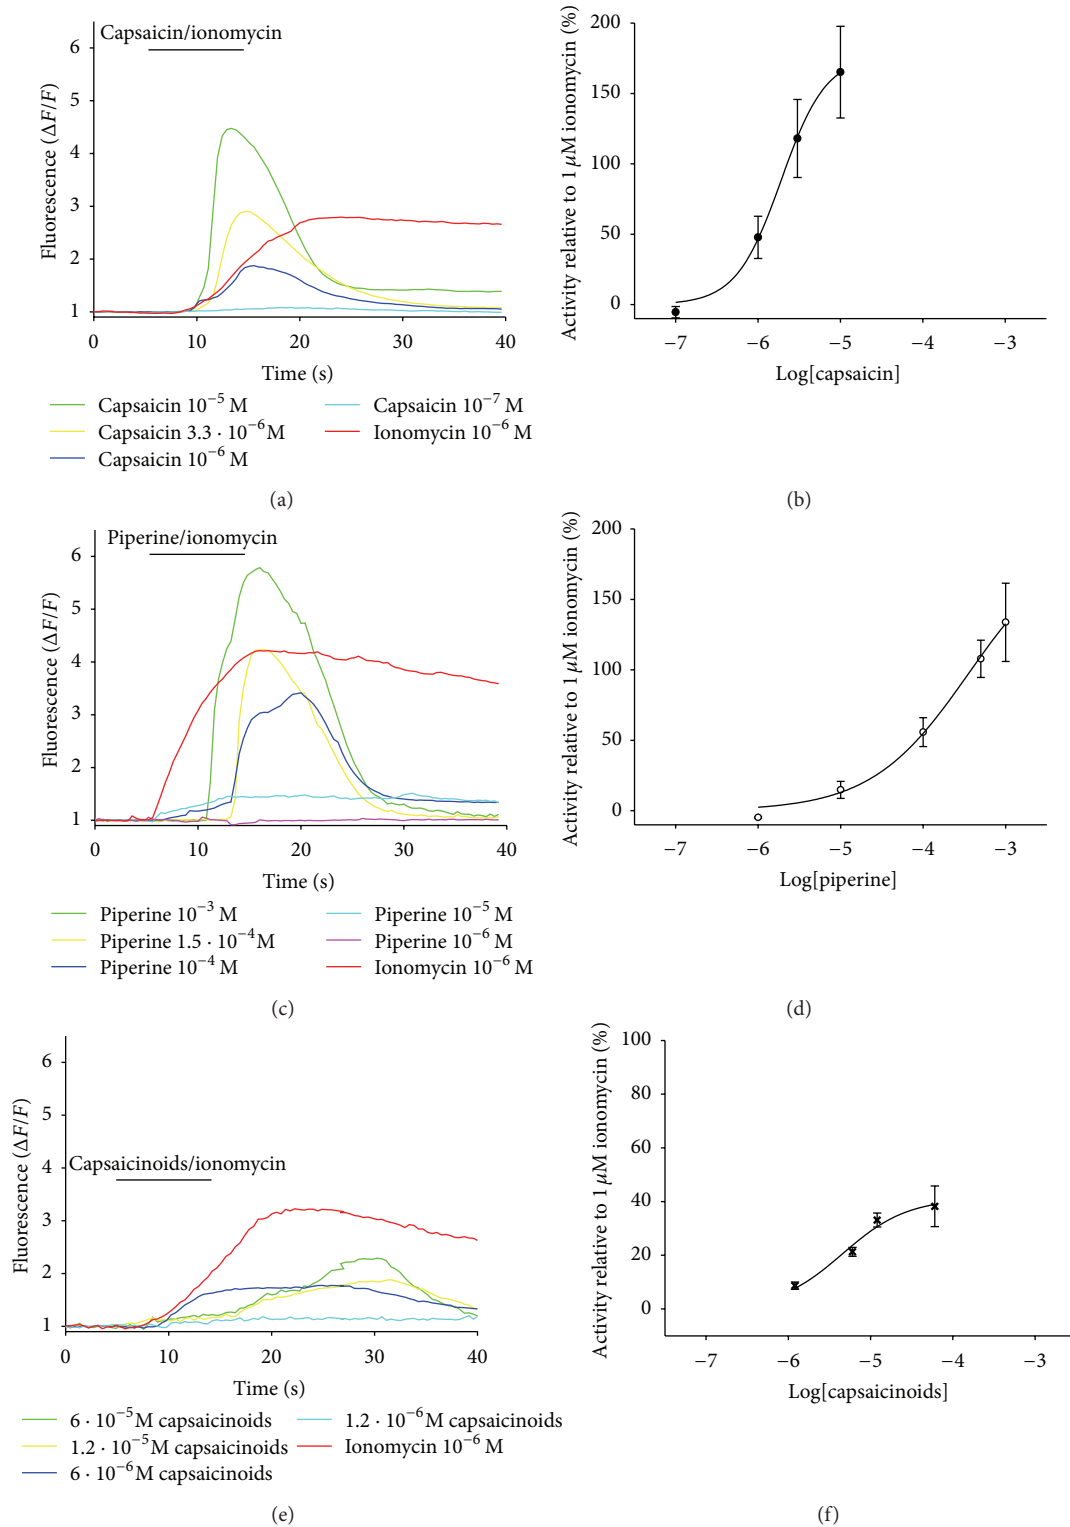 Capsaicin/ionomycin
6
5
4
3
2
1
Fluorescence (ΔF/F)
0 10 20 30 40
Time (s)
Capsaicin 10⁻⁵ M
Capsaicin 3.3 · 10⁻⁶ M
Capsaicin 10⁻⁶ M
Capsaicin 10⁻⁷ M
Ionomycin 10⁻⁶ M
(a)
200
150
100
50
0
Activity relative to 1 μM ionomycin (%)
−7 −6 −5 −4 −3
Log[capsaicin]
(b)
Piperine/ionomycin
6
5
4
3
2
1
Fluorescence (ΔF/F)
0 10 20 30 40
Time (s)
Piperine 10⁻³ M
Piperine 1.5 · 10⁻⁴ M
Piperine 10⁻⁴ M
Piperine 10⁻⁵ M
Piperine 10⁻⁶ M
Ionomycin 10⁻⁶ M
(c)
200
150
100
50
0
Activity relative to 1 μM ionomycin (%)
−7 −6 −5 −4 −3
Log[piperine]
(d)
6
5
4
3
2
1
Capsaicinoids/ionomycin
Fluorescence (ΔF/F)
0 10 20 30 40
Time (s)
6 · 10⁻⁵ M capsaicinoids
1.2 · 10⁻⁵ M capsaicinoids
6 · 10⁻⁶ M capsaicinoids
1.2 · 10⁻⁶ M capsaicinoids
Ionomycin 10⁻⁶ M
(e)
100
80
60
40
20
0
Activity relative to 1 μM ionomycin (%)
−7 −6 −5 −4 −3
Log[capsaicinoids]
(f)